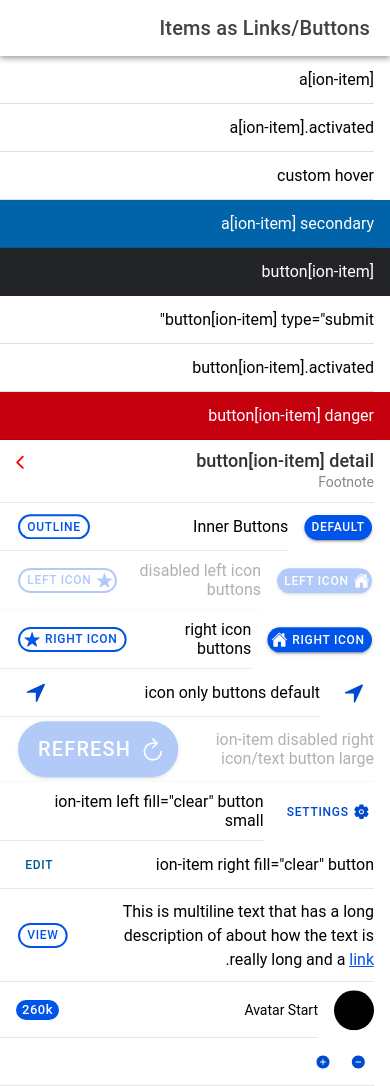 Items as Links/Buttons
a[ion-item]
a[ion-item].activated
custom hover
a[ion-item] secondary
button[ion-item]
"button[ion-item] type="submit
button[ion-item].activated
button[ion-item] danger
button[ion-item] detail
Footnote
DEFAULT
Inner Buttons
OUTLINE
LEFT ICON
disabled left icon
buttons
LEFT ICON
RIGHT ICON
right icon
buttons
RIGHT ICON
icon only buttons default
ion-item disabled right
icon/text button large
REFRESH
SETTINGS
ion-item left fill="clear" button
small
ion-item right fill="clear" button
EDIT
This is multiline text that has a long
description of about how the text is
.really long and a link
VIEW
Avatar Start
260k